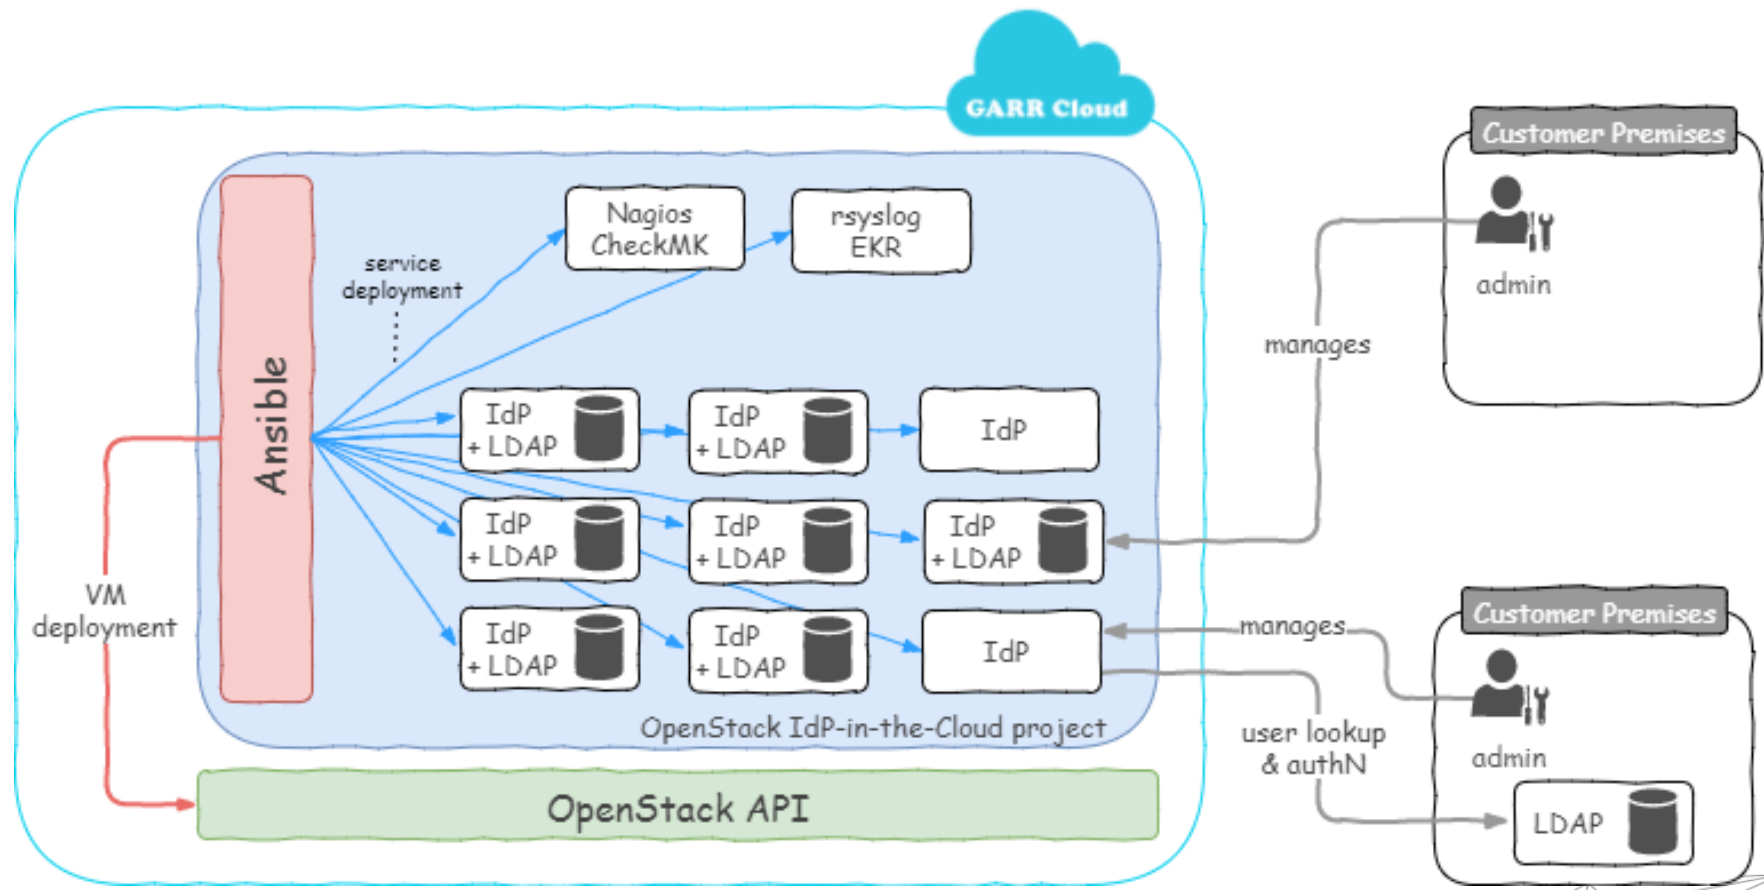 GARR Cloud
Customer Premises
admin
manages
Nagios
CheckMK
rsyslog
EKR
service
deployment
Ansible
IdP
+ LDAP
IdP
+ LDAP
IdP
IdP
+ LDAP
IdP
+ LDAP
IdP
+ LDAP
IdP
+ LDAP
IdP
+ LDAP
IdP
OpenStack IdP-in-the-Cloud project
VM
deployment
OpenStack API
Customer Premises
manages
admin
user lookup
& authN
LDAP